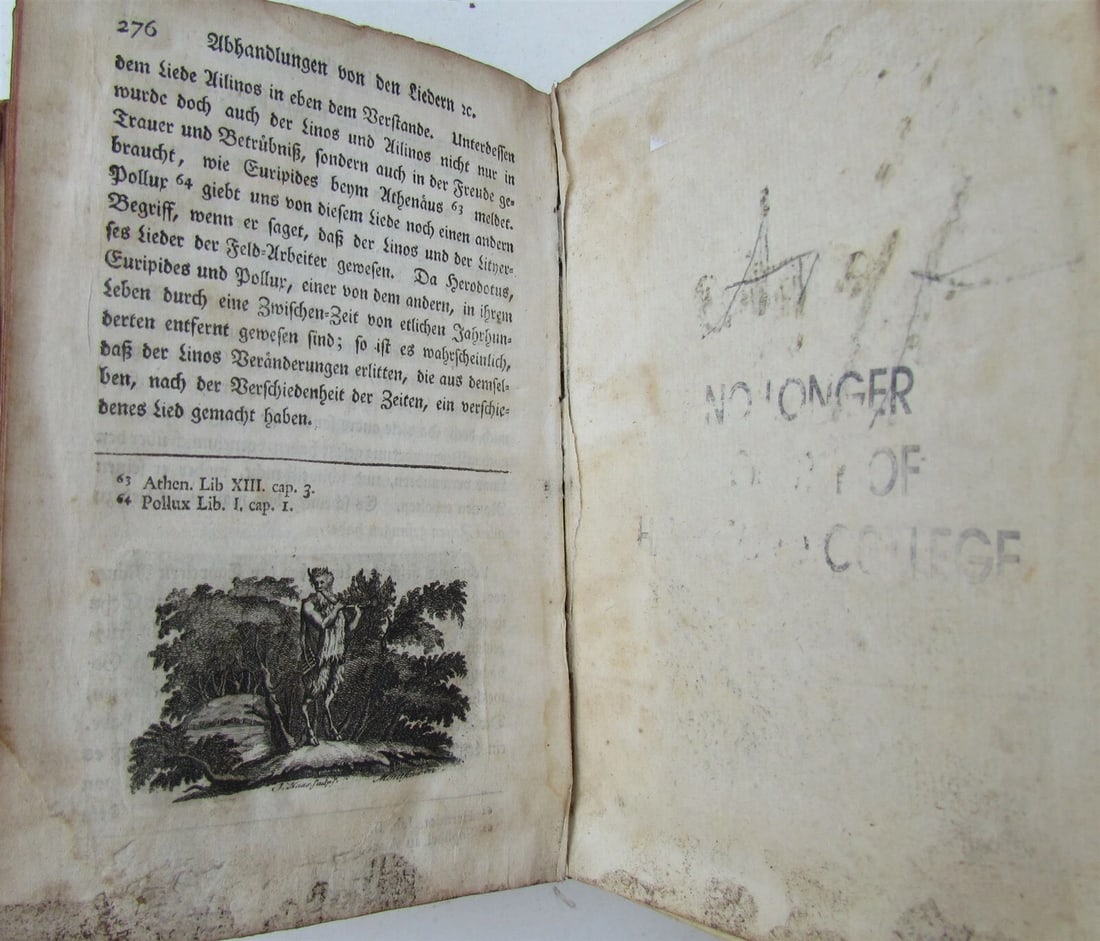 276
Abhandlungen von den Liedern ꝛc.
dem Liede Ailinos in eben dem Verstande. Unterdessen
wurde doch auch der Linos und Ailinos nicht nur in
Trauer und Betrübniß, sondern auch in der Freude ge-
braucht, wie Euripides beym Athenäus 63 meldet.
Pollux 64 giebt uns von diesem Liede noch einen andern
Begriff, wenn er saget, daß der Linos und der Lityer-
ses Lieder der Feld-Arbeiter gewesen. Da Herodotus,
Euripides und Pollux, einer von dem andern, in ihrem
Leben durch eine Zwischen-Zeit von etlichen Jahrhun-
derten entfernt gewesen sind; so ist es wahrscheinlich,
daß der Linos Veränderungen erlitten, die aus demsel-
ben, nach der Verschiedenheit der Zeiten, ein verschie-
denes Lied gemacht haben.
63 Athen. Lib XIII. cap. 3.
64 Pollux Lib. I. cap. 1.
J. Haas sculps.
NO LONGER
OF
COLLEGE